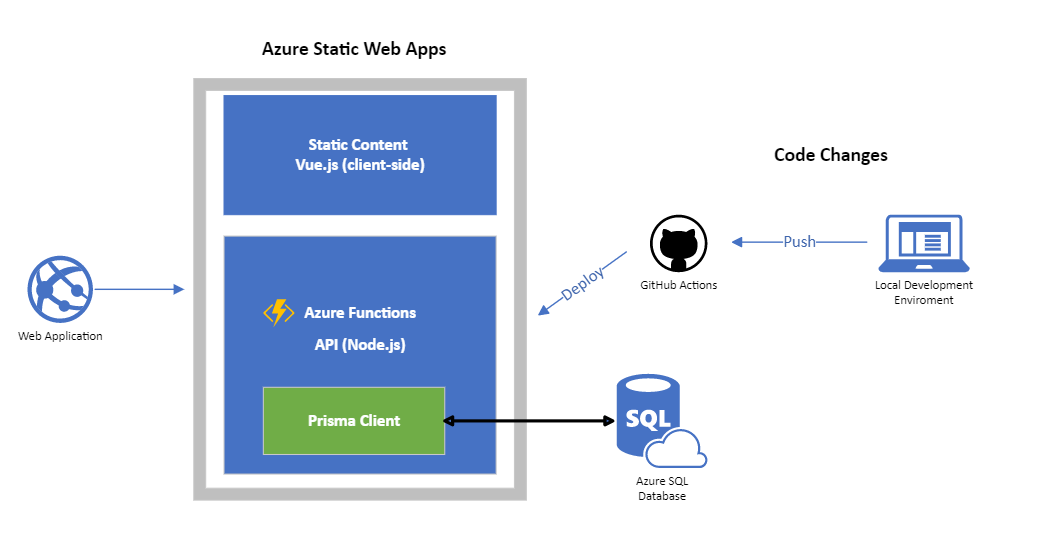 Azure Static Web Apps
Static Content
Vue.js (client-side)
Azure Functions
API (Node.js)
Prisma Client
Web Application
Code Changes
Push
GitHub Actions
Deploy
Local Development
Enviroment
SQL
Azure SQL
Database